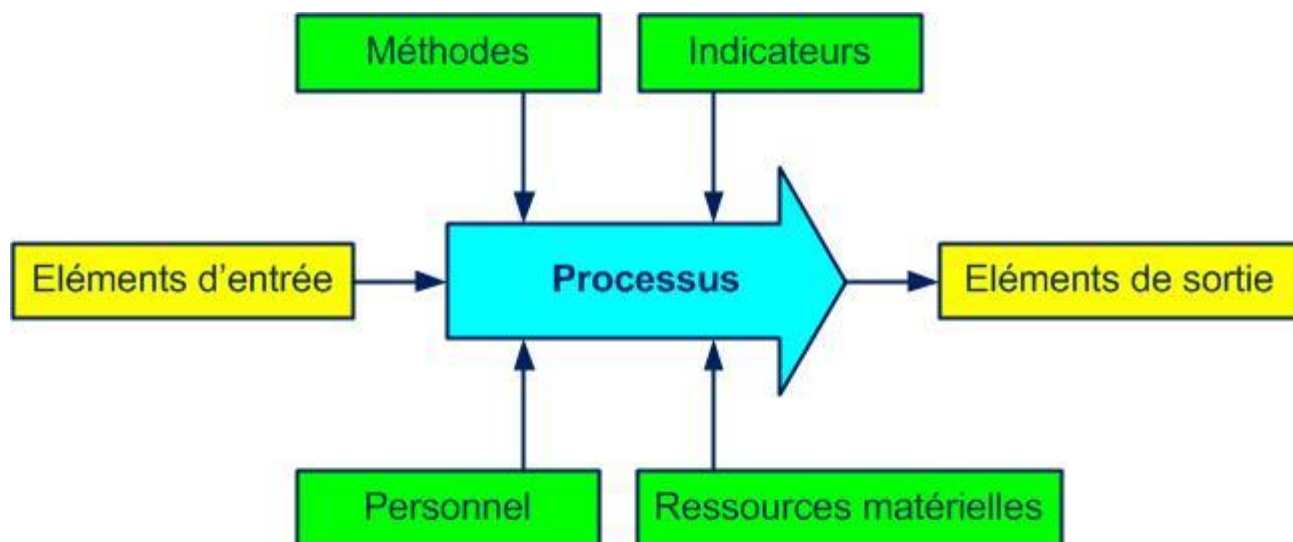 Méthodes
Indicateurs
Eléments d’entrée
Processus
Eléments de sortie
Personnel
Ressources matérielles